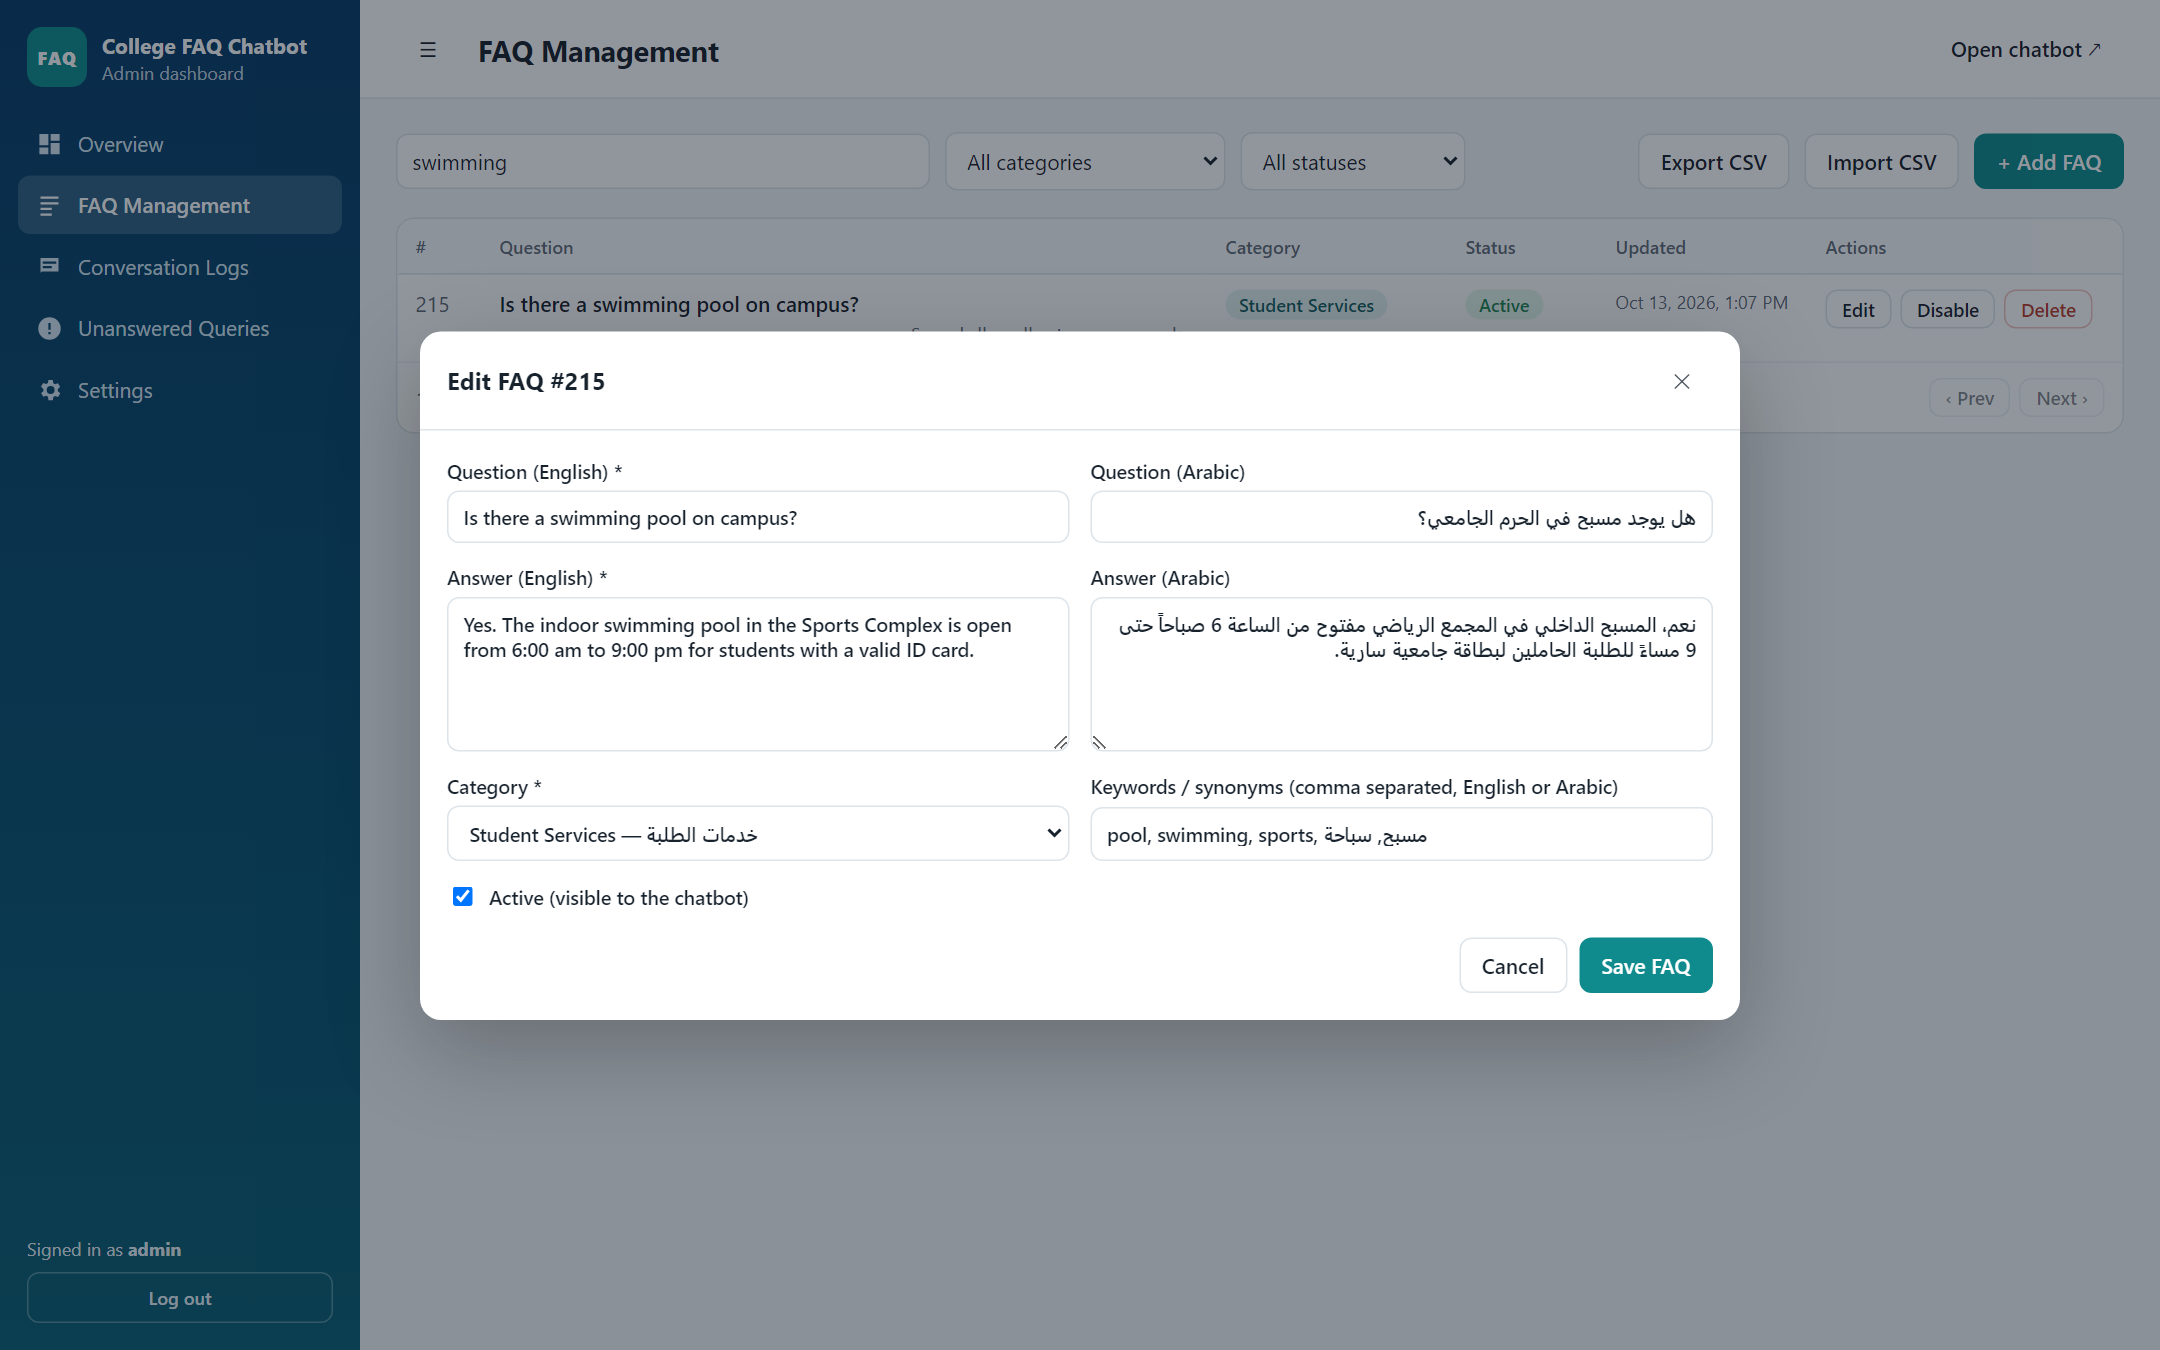 FAQ
College FAQ Chatbot
Admin dashboard
Overview
FAQ Management
Conversation Logs
Unanswered Queries
Settings
Signed in as admin
Log out
☰ FAQ Management
Open chatbot ↗
swimming
All categories
All statuses
Export CSV
Import CSV
+ Add FAQ
# Question Category Status Updated Actions
215 Is there a swimming pool on campus? Student Services Active Oct 13, 2026, 1:07 PM Edit Disable Delete
‹ Prev Next ›
Edit FAQ #215
Question (English) *
Is there a swimming pool on campus?
Question (Arabic)
هل يوجد مسبح في الحرم الجامعي؟
Answer (English) *
Yes. The indoor swimming pool in the Sports Complex is open
from 6:00 am to 9:00 pm for students with a valid ID card.
Answer (Arabic)
نعم، المسبح الداخلي في المجمع الرياضي مفتوح من الساعة 6 صباحاً حتى
9 مساءً للطلبة الحاملين لبطاقة جامعية سارية.
Category *
Student Services — خدمات الطلبة
Keywords / synonyms (comma separated, English or Arabic)
pool, swimming, sports, مسبح, سباحة
Active (visible to the chatbot)
Cancel
Save FAQ